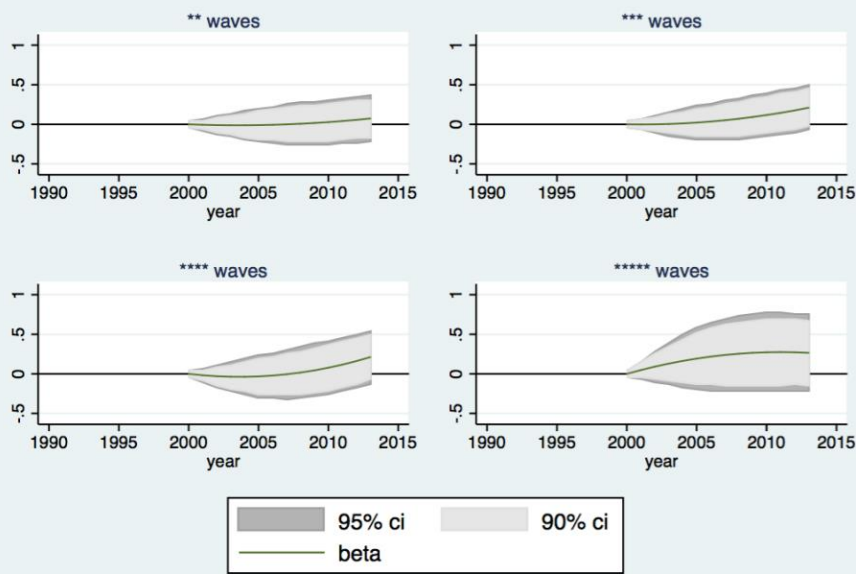 ** waves
-.5 0 .5 1
1990 1995 2000 2005 2010 2015
year
*** waves
-.5 0 .5 1
1990 1995 2000 2005 2010 2015
year
**** waves
-.5 0 .5 1
1990 1995 2000 2005 2010 2015
year
***** waves
-.5 0 .5 1
1990 1995 2000 2005 2010 2015
year
95% ci 90% ci
beta